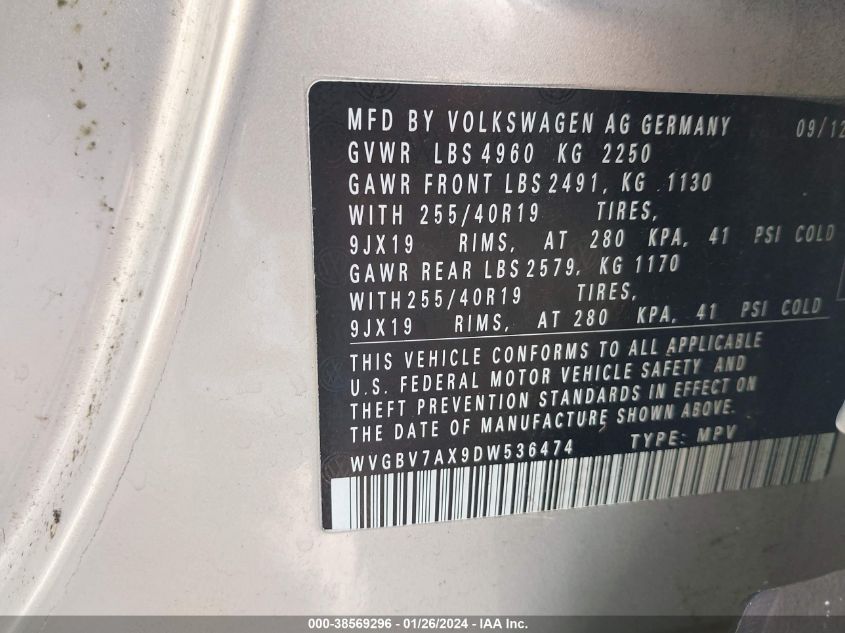 MFD BY VOLKSWAGEN AG GERMANY 09/12
GVWR LBS 4960 KG 2250
GAWR FRONT LBS 2491, KG 1130
WITH 255/40R19 TIRES,
9JX19 RIMS, AT 280 KPA, 41 PSI COLD
GAWR REAR LBS 2579, KG 1170
WITH 255/40R19 TIRES,
9JX19 RIMS, AT 280 KPA, 41 PSI COLD
THIS VEHICLE CONFORMS TO ALL APPLICABLE
U.S. FEDERAL MOTOR VEHICLE SAFETY AND
THEFT PREVENTION STANDARDS IN EFFECT ON
THE DATE OF MANUFACTURE SHOWN ABOVE.
WVGBV7AX9DW536474 TYPE: MPV
000-38569296 - 01/26/2024 - IAA Inc.